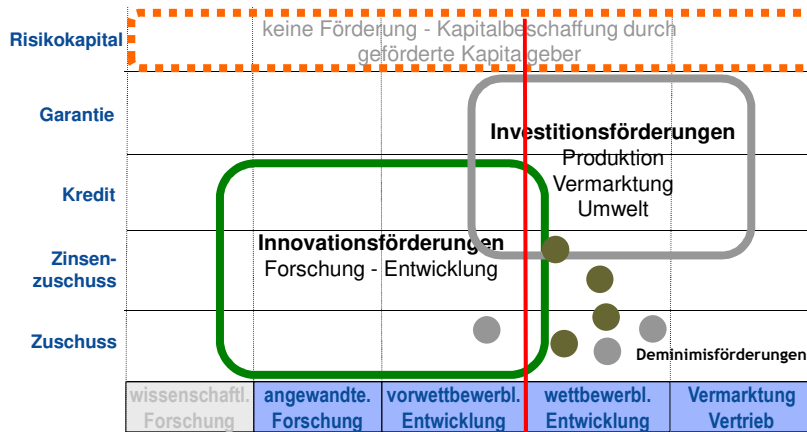 Risikokapital
keine Förderung - Kapitalbeschaffung durch
geförderte Kapitalgeber
Garantie
Investitionsförderungen
Produktion
Vermarktung
Umwelt
Kredit
Innovationsförderungen
Forschung - Entwicklung
Zinsen-
zuschuss
Zuschuss
Deminimisförderungen
wissenschaftl.
Forschung
angewandte.
Forschung
vorwettbewerbl.
Entwicklung
wettbewerbl.
Entwicklung
Vermarktung
Vertrieb